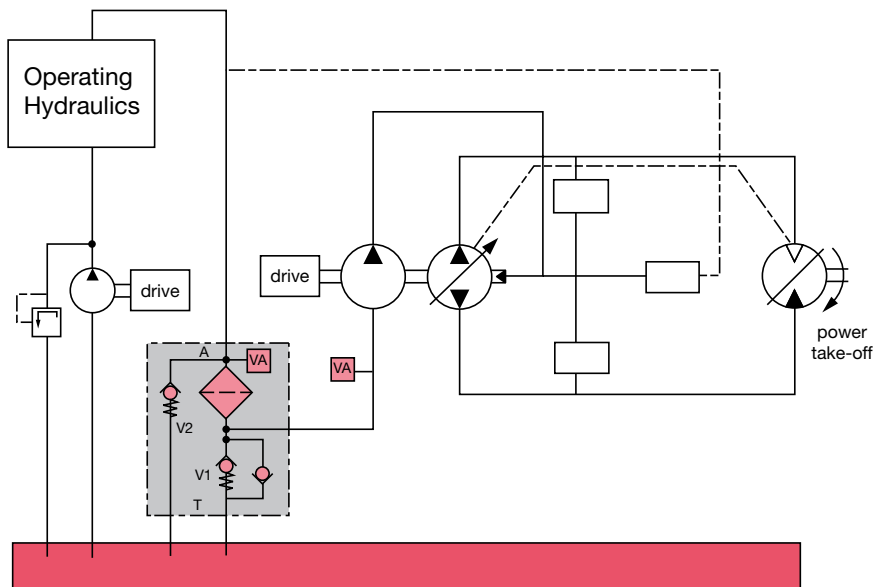 Operating
Hydraulics
drive
drive
power
take-off
A
VA
VA
V2
V1
T